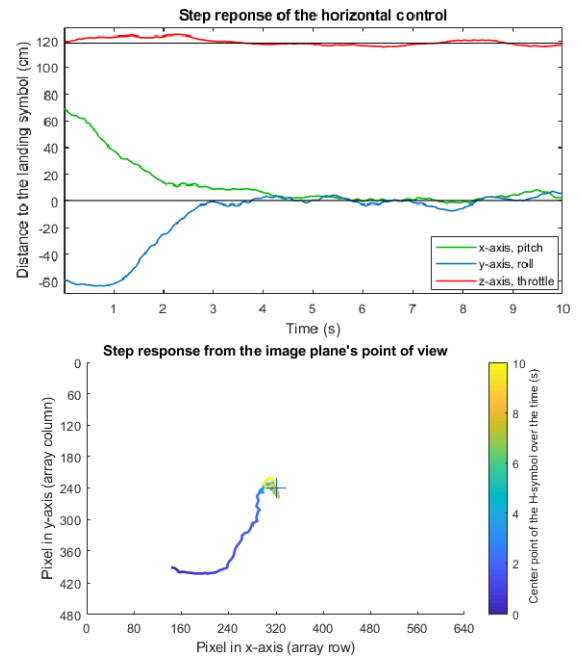 Step reponse of the horizontal control
Distance to the landing symbol (cm)
120
100
80
60
40
20
0
-20
-40
-60
1 2 3 4 5 6 7 8 9 10
Time (s)
x-axis, pitch
y-axis, roll
z-axis, throttle
Step response from the image plane's point of view
Pixel in y-axis (array column)
0
60
120
180
240
300
360
420
480
0 80 160 240 320 400 480 560 640
Pixel in x-axis (array row)
10
8
6
4
2
0
Center point of the H-symbol over the time (s)